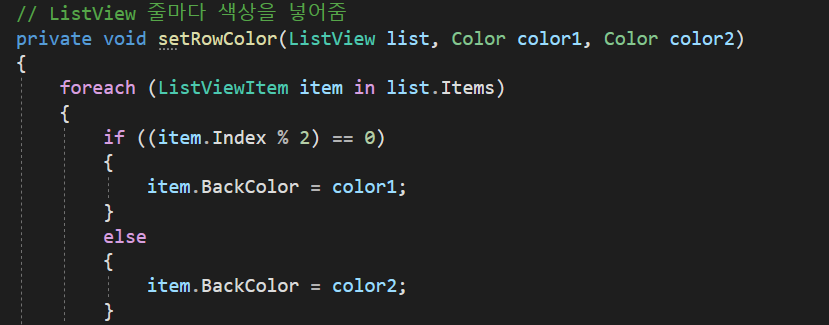 // ListView 줄마다 색상을 넣어줌
private void setRowColor(ListView list, Color color1, Color color2)
{
    foreach (ListViewItem item in list.Items)
    {
        if ((item.Index % 2) == 0)
        {
            item.BackColor = color1;
        }
        else
        {
            item.BackColor = color2;
        }